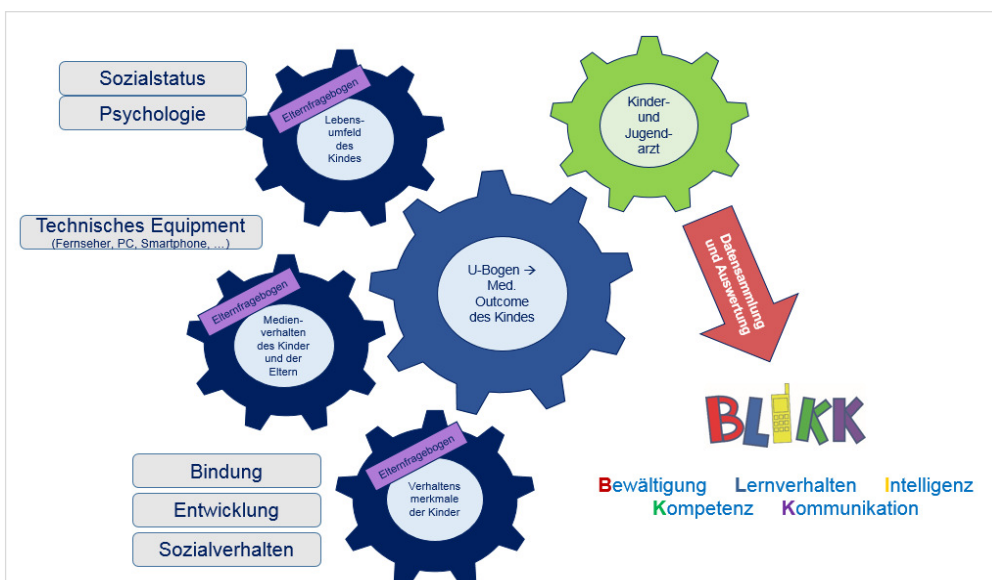 Sozialstatus
Psychologie
Elternfragebogen
Lebens-
umfeld
des
Kindes
Kinder-
und
Jugend-
arzt
Technisches Equipment
(Fernseher, PC, Smartphone, ...)
U-Bogen →
Med.
Outcome
des Kindes
Datensammlung
und Auswertung
Elternfragebogen
Medien-
verhalten
des Kinder
und der
Eltern
BLIKK
Bindung
Entwicklung
Sozialverhalten
Elternfragebogen
Verhaltens
merkmale
der Kinder
Bewältigung Lernverhalten Intelligenz
Kompetenz Kommunikation